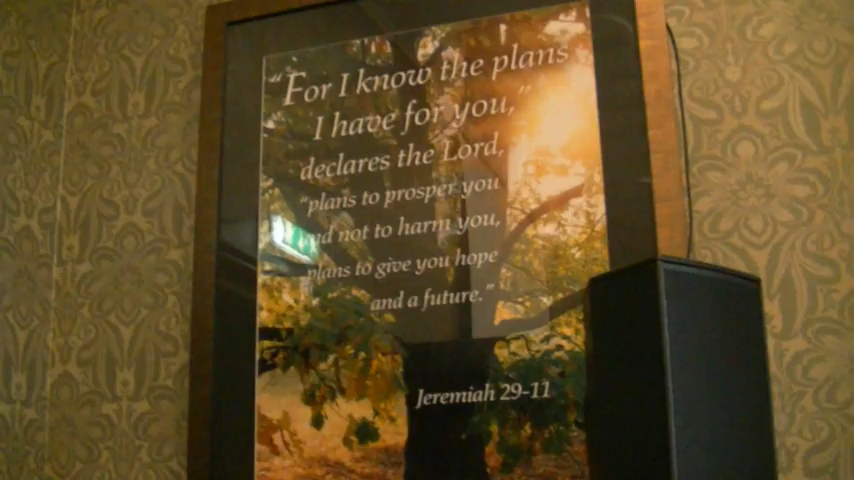 “For I know the plans
I have for you,”
declares the Lord,
“plans to prosper you
and not to harm you,
plans to give you hope
and a future.”
Jeremiah 29-11